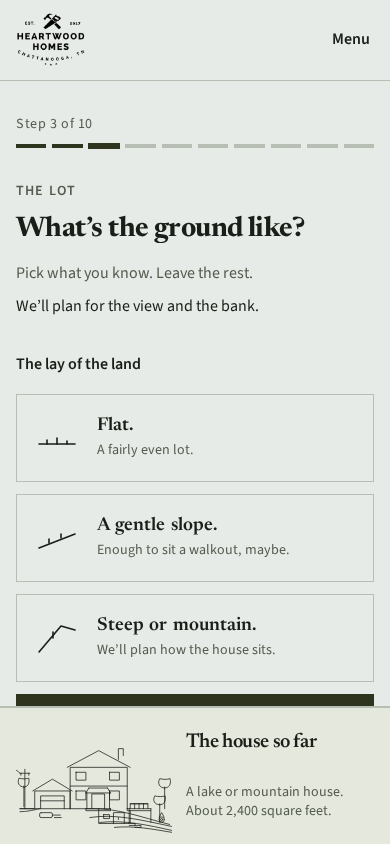 EST. 2017
HEARTWOOD
HOMES
CHATTANOOGA, TN
Menu
Step 3 of 10
THE LOT
What’s the ground like?
Pick what you know. Leave the rest.
We’ll plan for the view and the bank.
The lay of the land
Flat.
A fairly even lot.
A gentle slope.
Enough to sit a walkout, maybe.
Steep or mountain.
We’ll plan how the house sits.
The house so far
A lake or mountain house.
About 2,400 square feet.